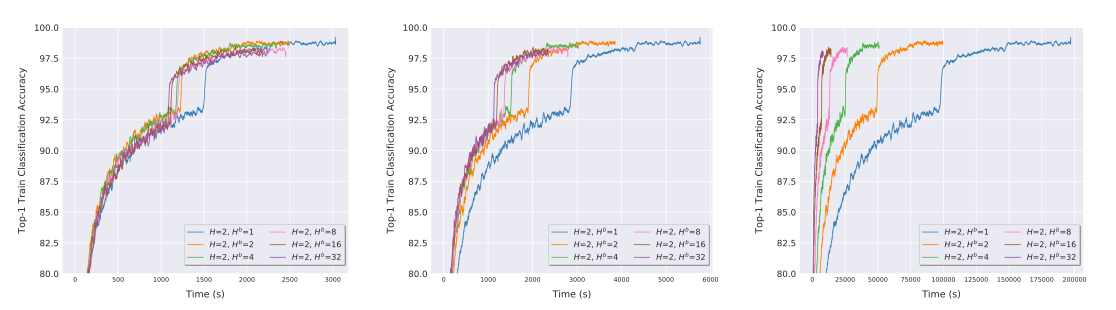 100.0
97.5
95.0
92.5
90.0
87.5
85.0
82.5
80.0
Top-1 Train Classification Accuracy
H=2, H^b=1 H=2, H^b=8
H=2, H^b=2 H=2, H^b=16
H=2, H^b=4 H=2, H^b=32
0 500 1000 1500 2000 2500 3000
Time (s)
100.0
97.5
95.0
92.5
90.0
87.5
85.0
82.5
80.0
Top-1 Train Classification Accuracy
H=2, H^b=1 H=2, H^b=8
H=2, H^b=2 H=2, H^b=16
H=2, H^b=4 H=2, H^b=32
0 1000 2000 3000 4000 5000 6000
Time (s)
100.0
97.5
95.0
92.5
90.0
87.5
85.0
82.5
80.0
Top-1 Train Classification Accuracy
H=2, H^b=1 H=2, H^b=8
H=2, H^b=2 H=2, H^b=16
H=2, H^b=4 H=2, H^b=32
0 25000 50000 75000 100000 125000 150000 175000 200000
Time (s)